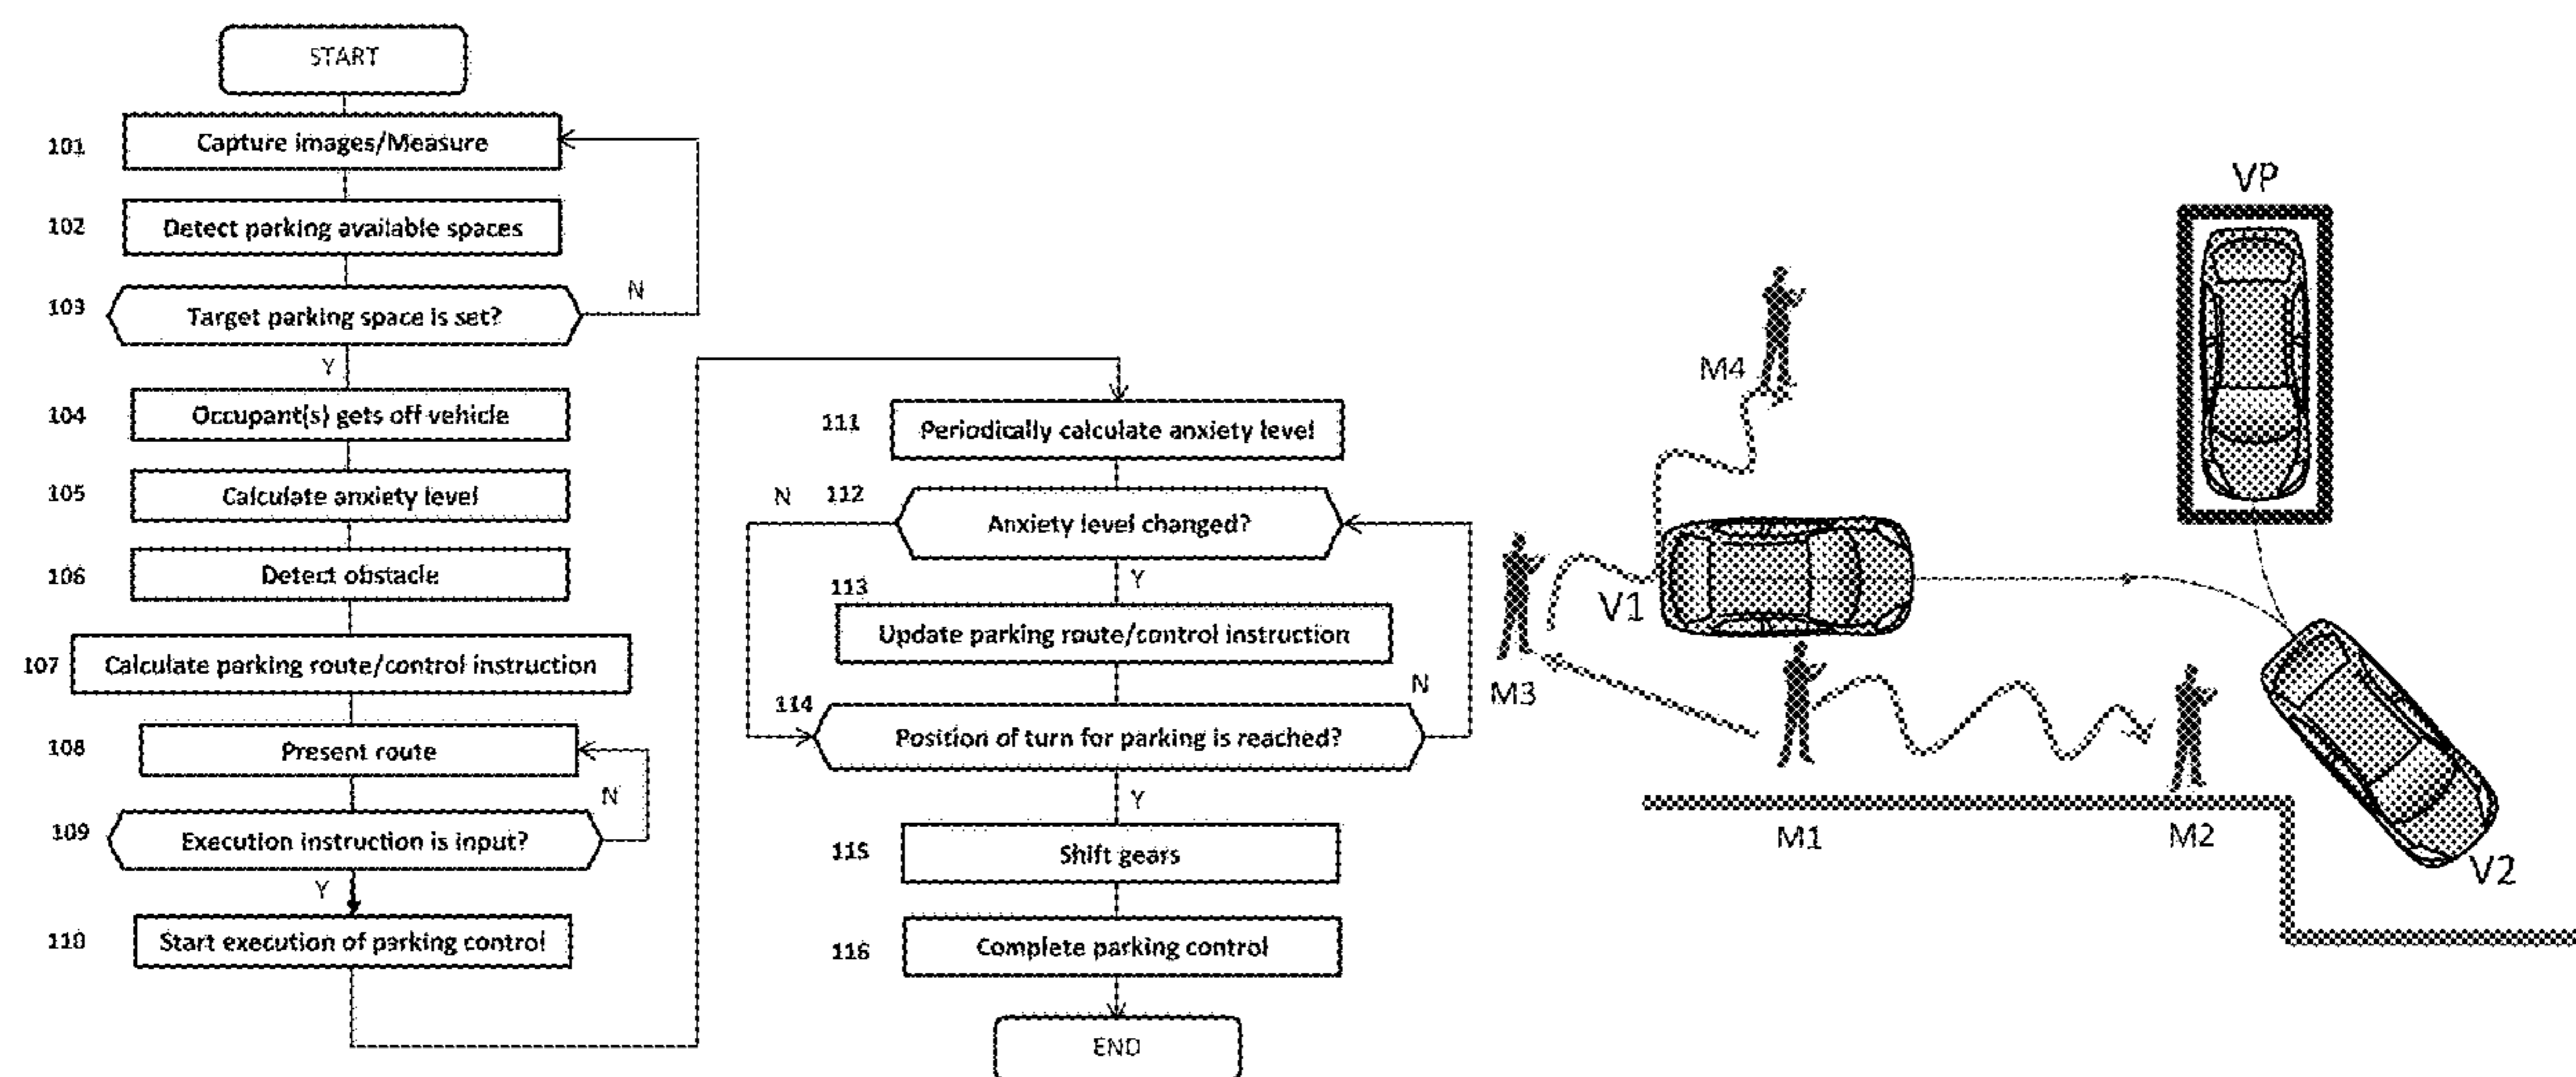 START
101 Capture images/Measure
102 Detect parking available spaces
103 Target parking space is set?
N
Y
104 Occupant(s) gets off vehicle
105 Calculate anxiety level
106 Detect obstacle
107 Calculate parking route/control instruction
108 Present route
N
109 Execution instruction is input?
Y
110 Start execution of parking control
111 Periodically calculate anxiety level
N
112 Anxiety level changed?
Y
113
Update parking route/control instruction
N
114
Position of turn for parking is reached?
Y
115 Shift gears
116 Complete parking control
END
VP
M4
V1
M3
M1
M2
V2